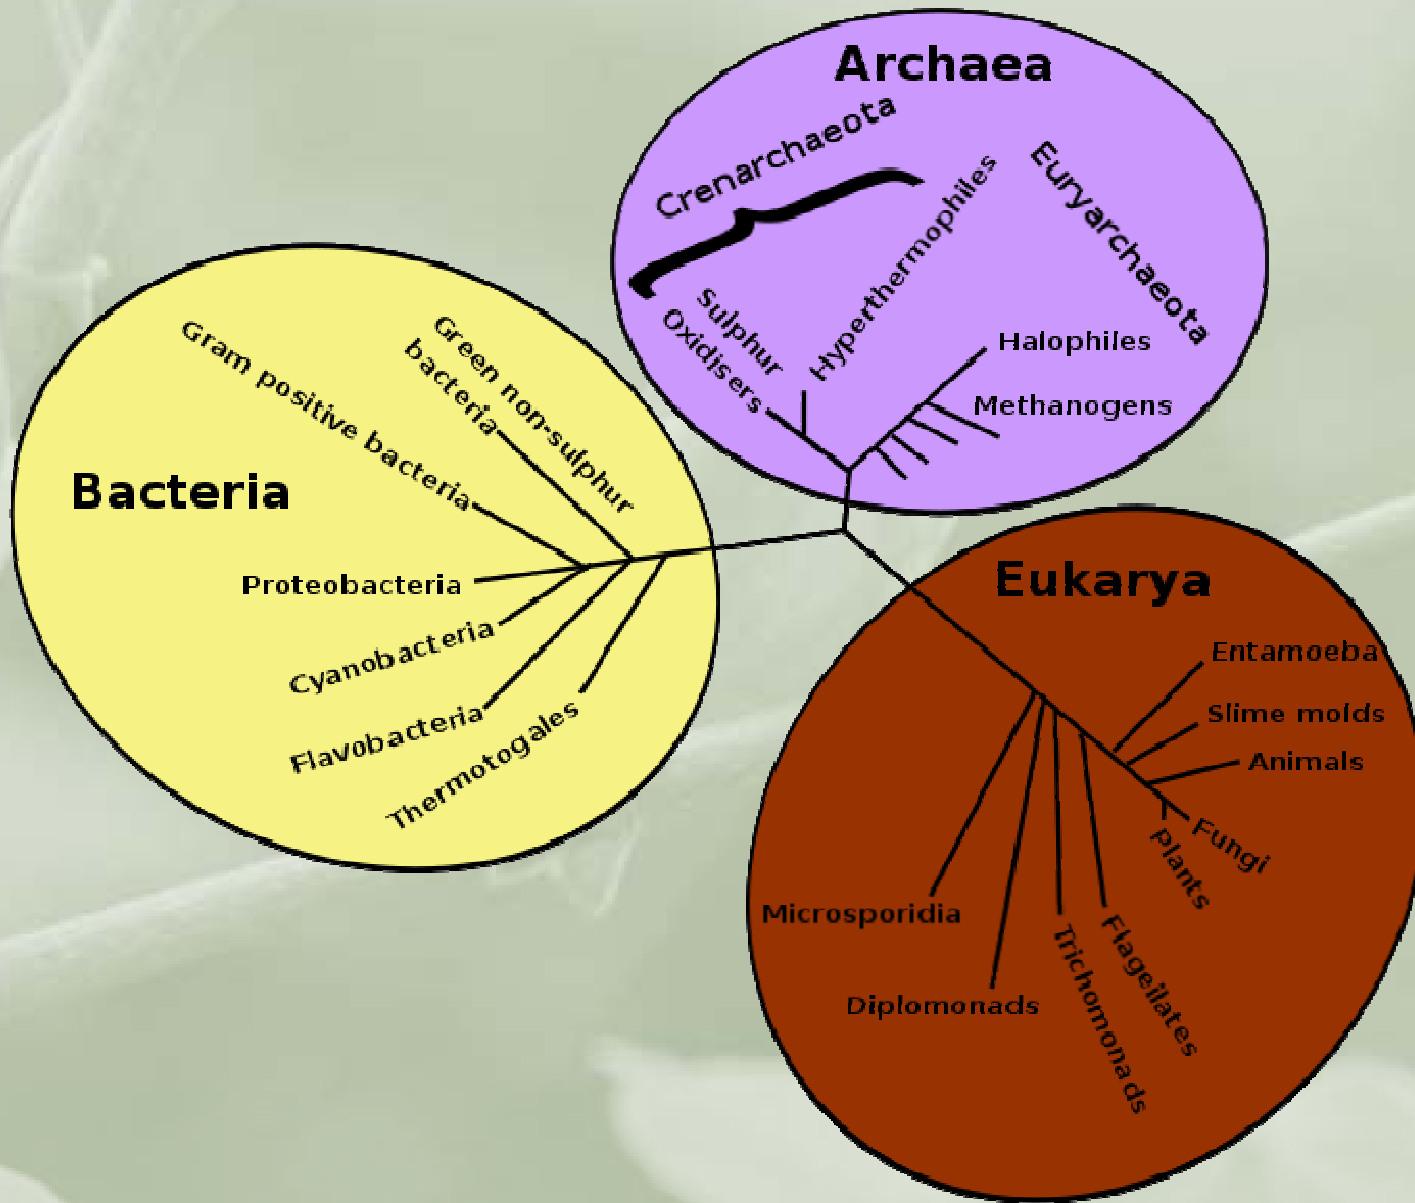 Archaea
Crenarchaeota
Euryarchaeota
Sulphur
Oxidisers
Hyperthermophiles
Halophiles
Methanogens
Bacteria
Green non-sulphur
bacteria
Gram positive bacteria
Proteobacteria
Cyanobacteria
Flavobacteria
Thermotogales
Eukarya
Entamoeba
Slime molds
Animals
Fungi
Plants
Flagellates
Trichomonads
Diplomonads
Microsporidia